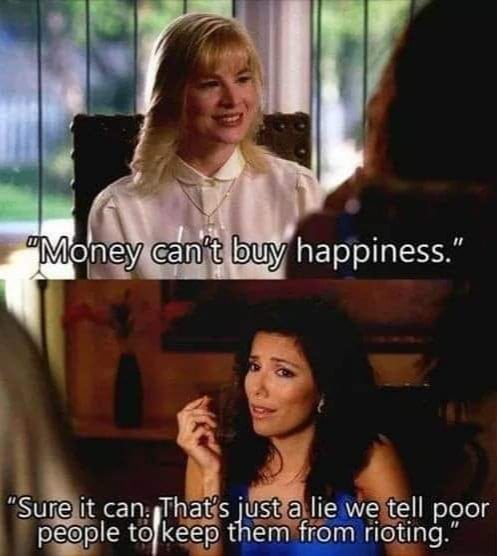 "Money can't buy happiness."
"Sure it can. That's just a lie we tell poor
people to keep them from rioting."